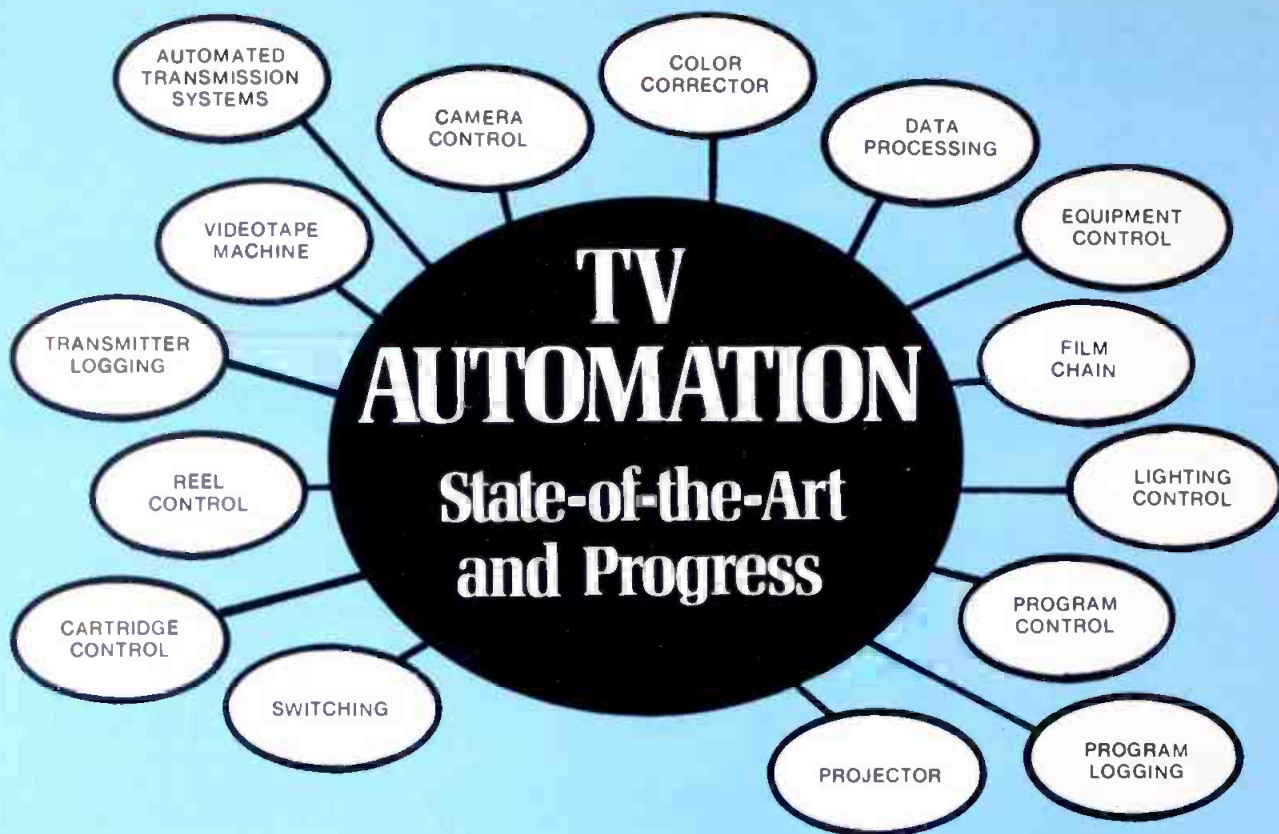 AUTOMATED
TRANSMISSION
SYSTEMS
CAMERA
CONTROL
COLOR
CORRECTOR
DATA
PROCESSING
EQUIPMENT
CONTROL
FILM
CHAIN
LIGHTING
CONTROL
PROGRAM
CONTROL
PROGRAM
LOGGING
PROJECTOR
SWITCHING
CARTRIDGE
CONTROL
REEL
CONTROL
TRANSMITTER
LOGGING
VIDEOTAPE
MACHINE
TV
AUTOMATION
State-of-the-Art
and Progress